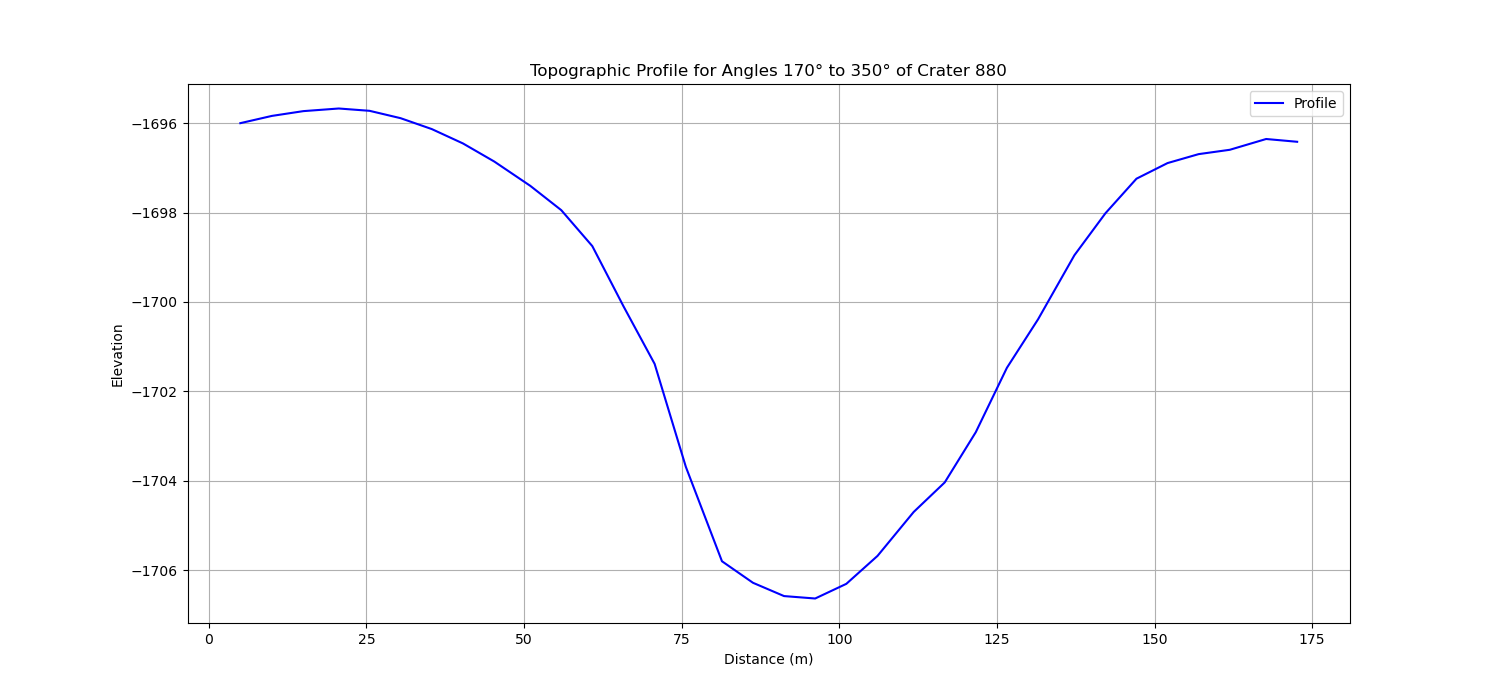 Topographic Profile for Angles 170° to 350° of Crater 880
Profile
−1696
−1698
−1700
−1702
−1704
−1706
Elevation
0 25 50 75 100 125 150 175
Distance (m)